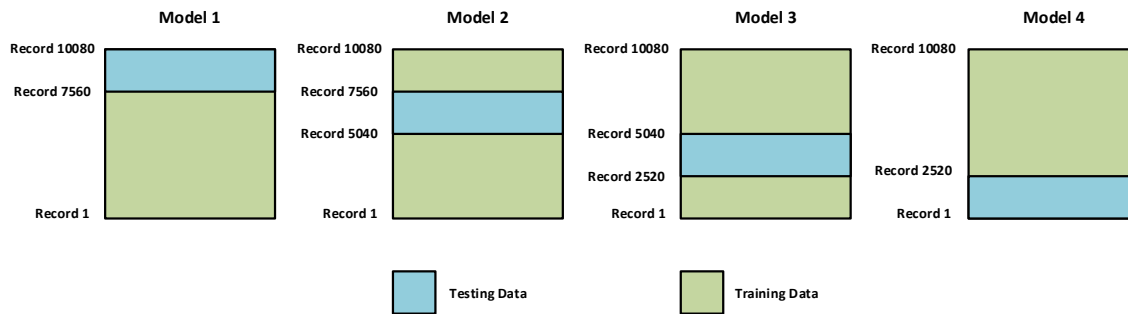 Model 1
Model 2
Model 3
Model 4
Record 10080
Record 7560
Record 1
Record 10080
Record 7560
Record 5040
Record 1
Record 10080
Record 5040
Record 2520
Record 1
Record 10080
Record 2520
Record 1
Testing Data
Training Data